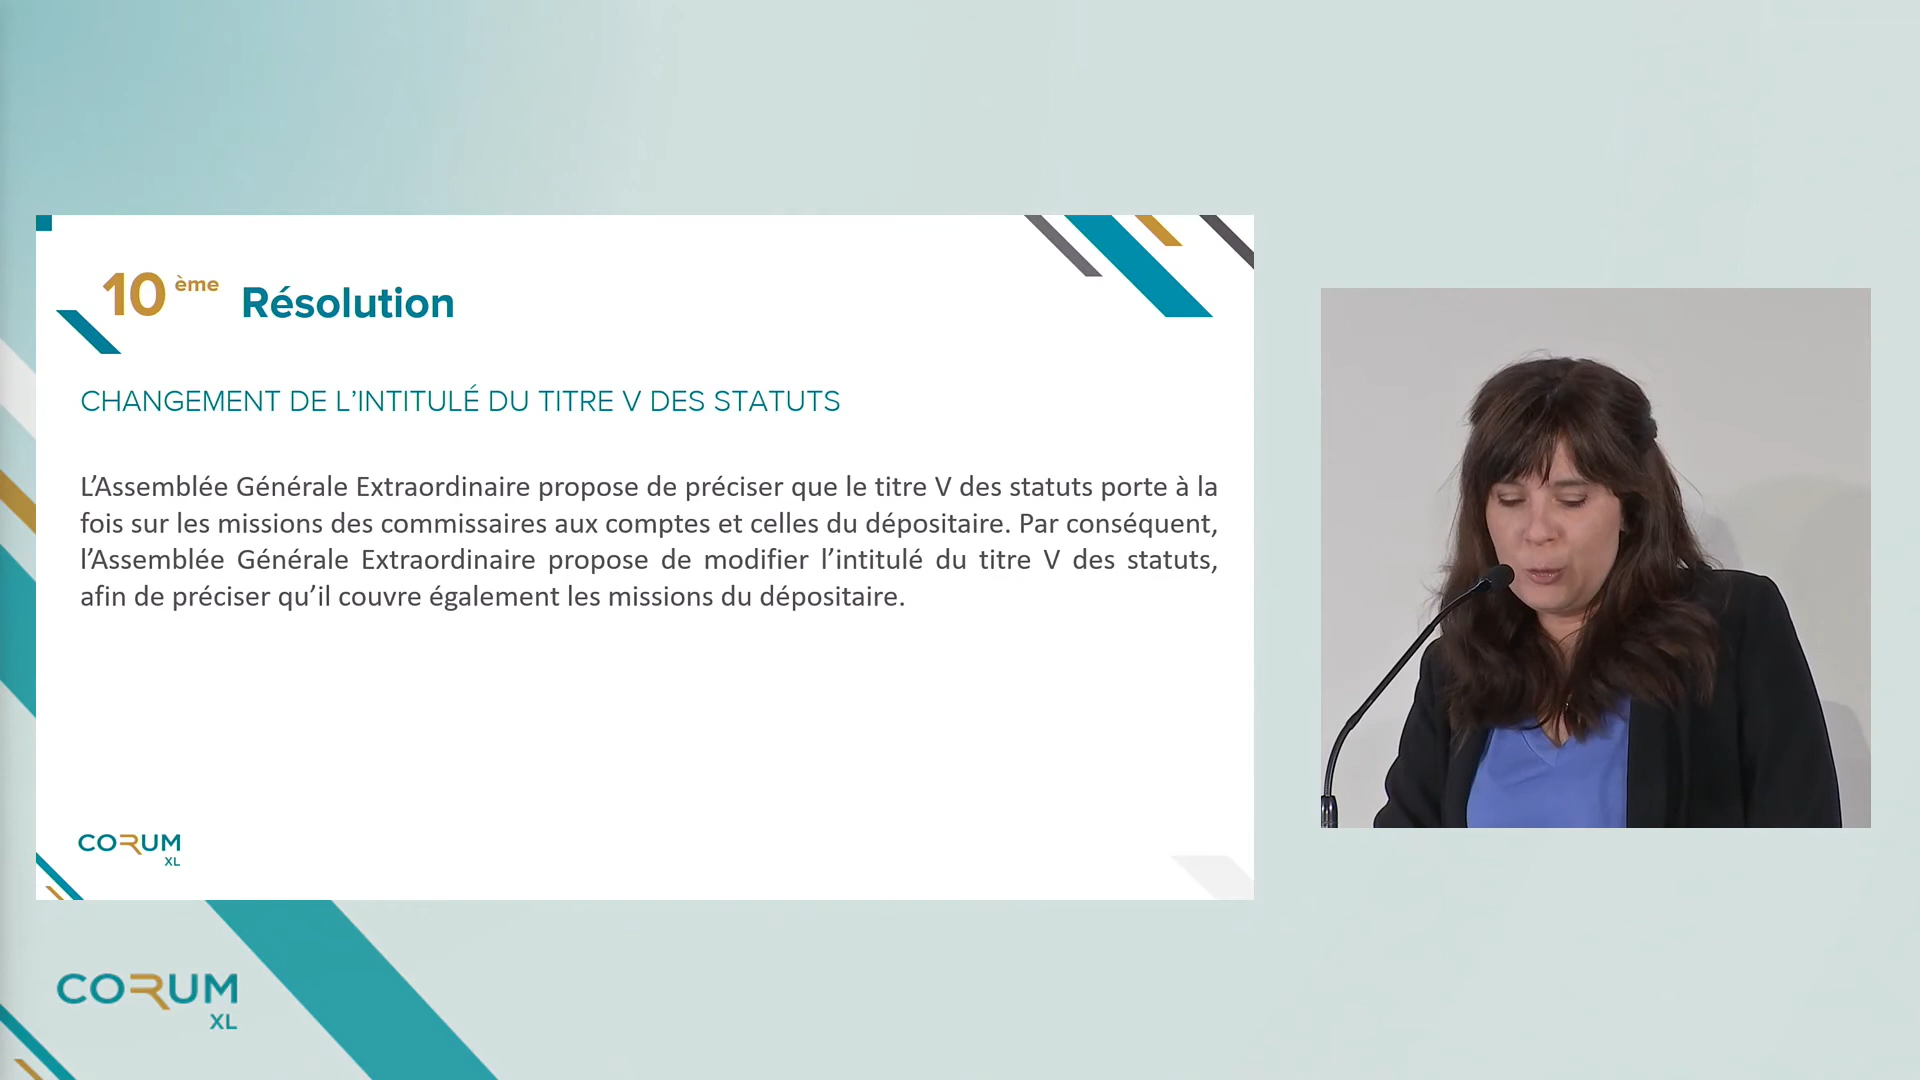 10 ème Résolution
CHANGEMENT DE L’INTITULÉ DU TITRE V DES STATUTS
L’Assemblée Générale Extraordinaire propose de préciser que le titre V des statuts porte à la
fois sur les missions des commissaires aux comptes et celles du dépositaire. Par conséquent,
l’Assemblée Générale Extraordinaire propose de modifier l’intitulé du titre V des statuts,
afin de préciser qu’il couvre également les missions du dépositaire.
CORUM
XL
CORUM
XL